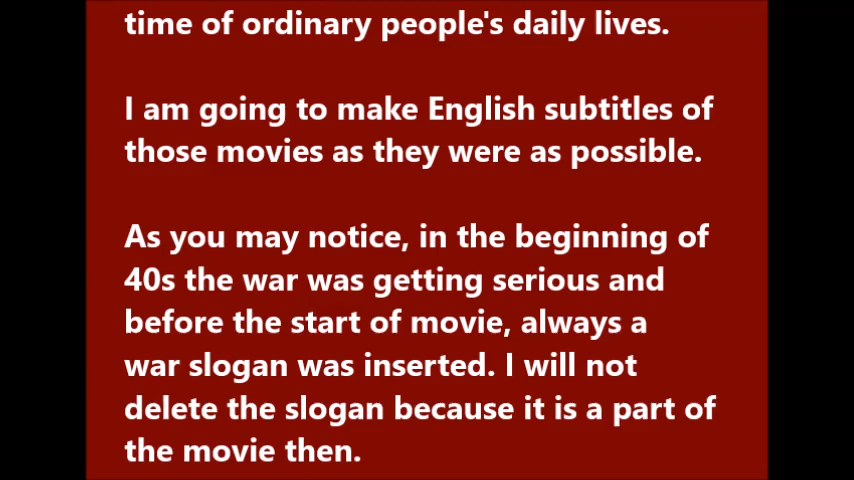 time of ordinary people's daily lives.
I am going to make English subtitles of
those movies as they were as possible.
As you may notice, in the beginning of
40s the war was getting serious and
before the start of movie, always a
war slogan was inserted. I will not
delete the slogan because it is a part of
the movie then.